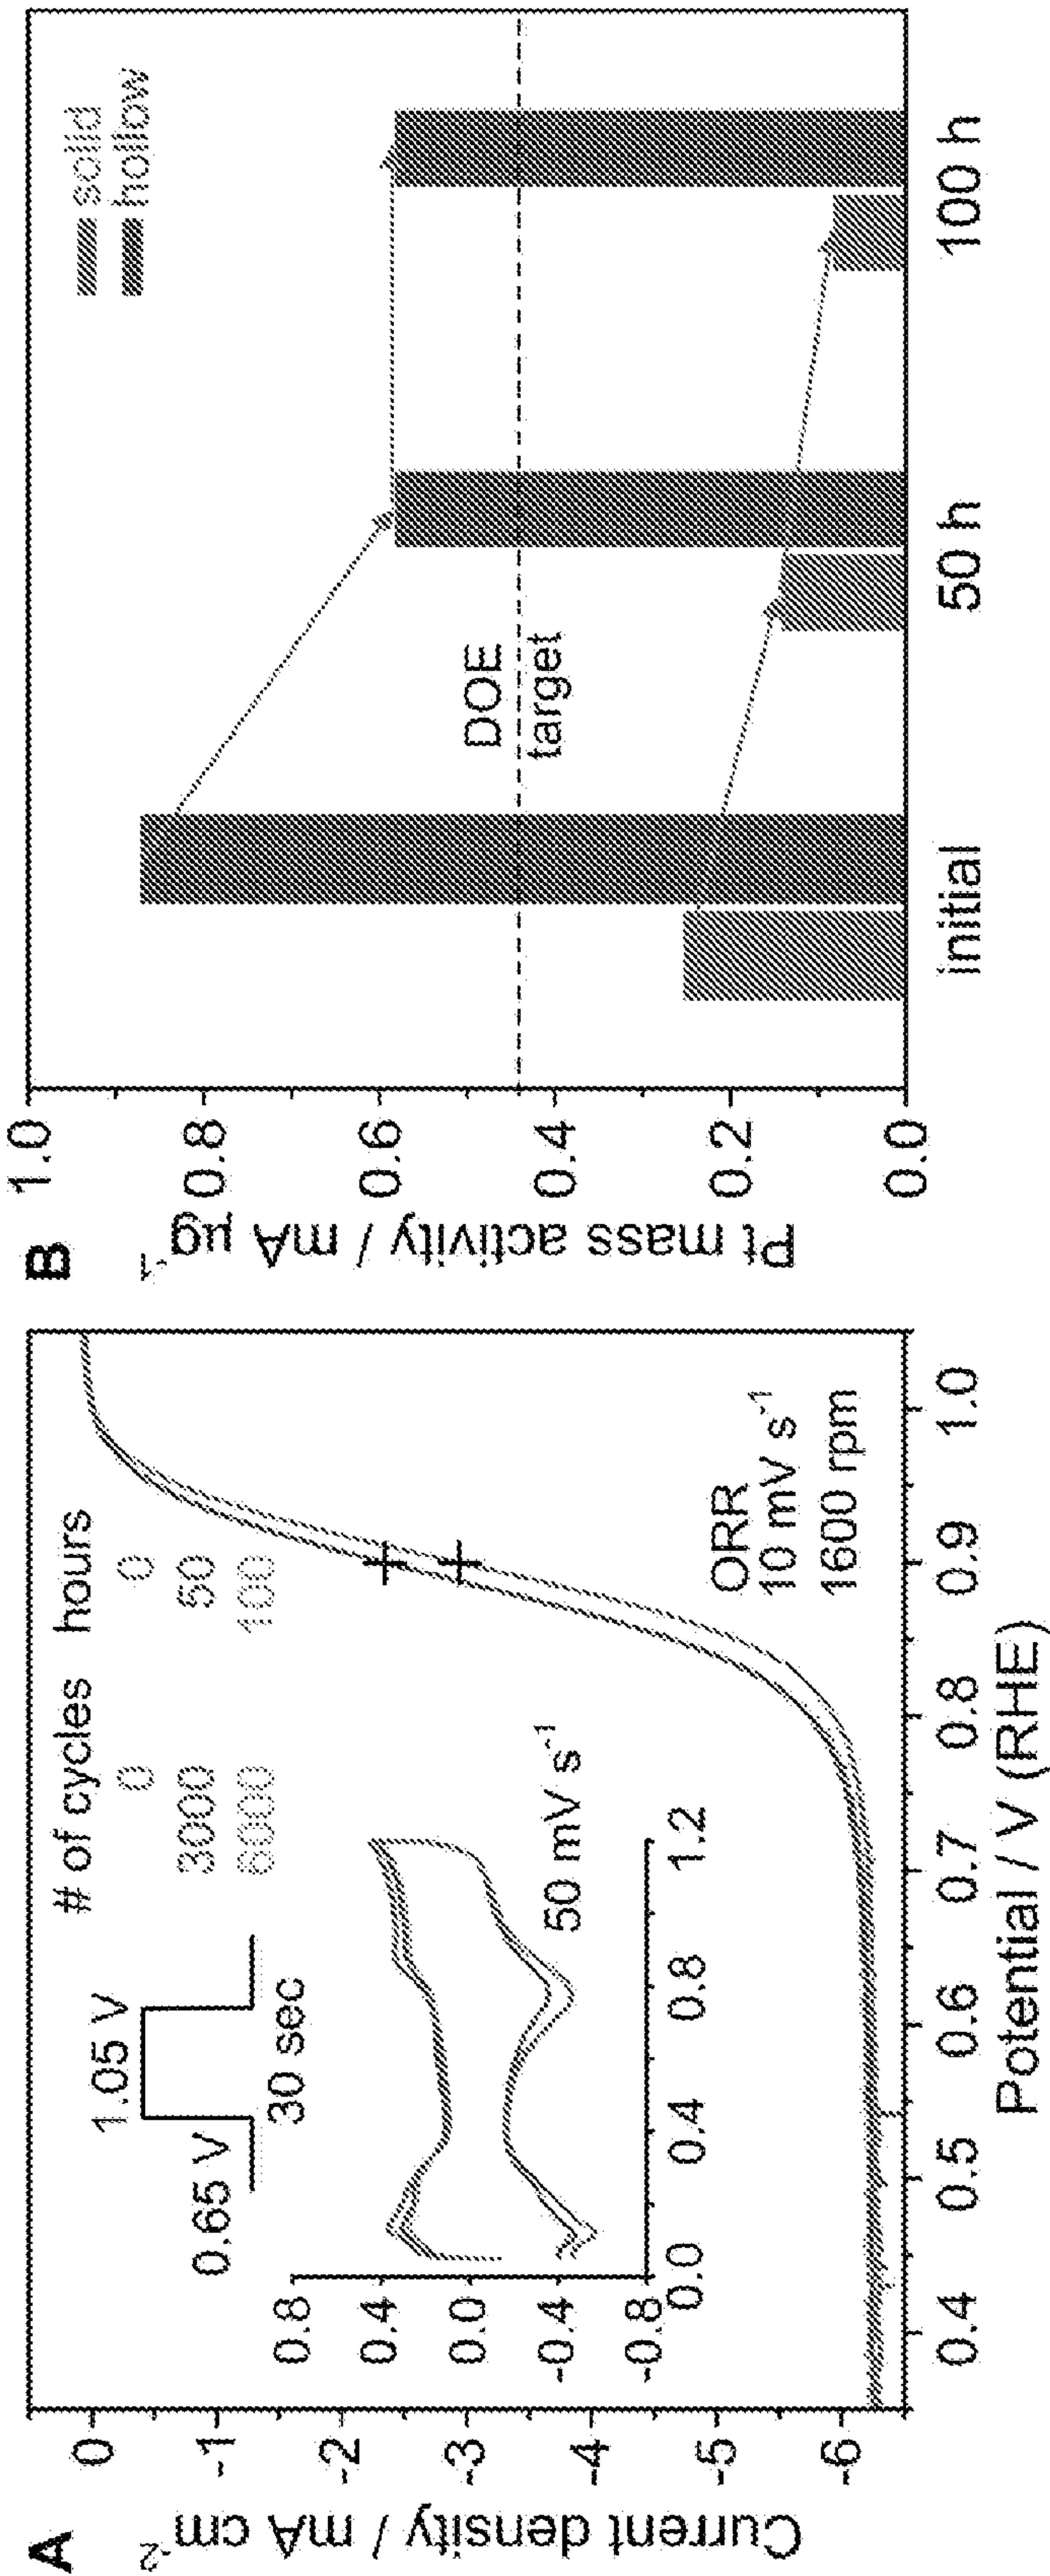 A
Current density / mA cm⁻²
0
-1
-2
-3
-4
-5
-6
0.4
0.5
0.6
0.7
0.8
0.9
1.0
Potential / V (RHE)
# of cycles hours
0 0
3000 50
6000 100
1.05 V
0.65 V
30 sec
0.8
0.4
0.0
-0.4
-0.8
0.0
0.4
0.8
1.2
50 mV s⁻¹
ORR
10 mV s⁻¹
1600 rpm
B
Pt mass activity / mA µg⁻¹
1.0
0.8
0.6
0.4
0.2
0.0
solid
hollow
DOE
target
initial
50 h
100 h